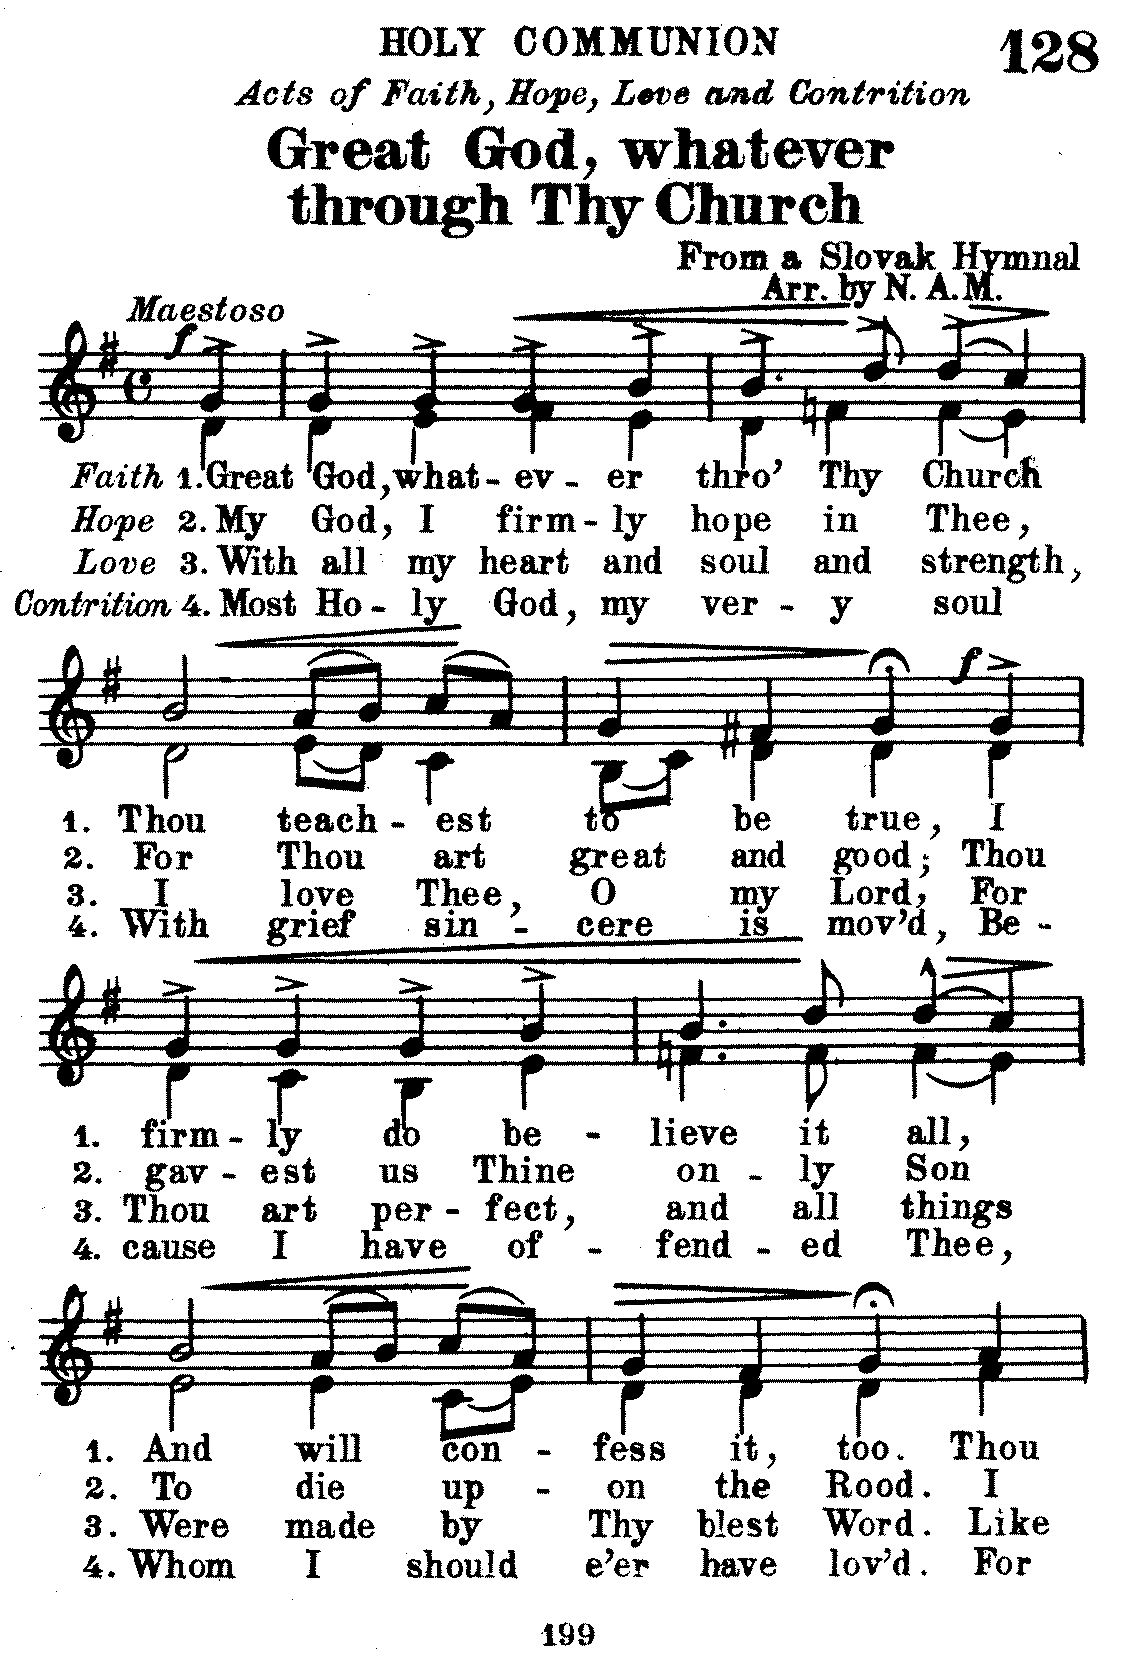 HOLY COMMUNION
128
Acts of Faith, Hope, Love and Contrition
Great God, whatever
through Thy Church
From a Slovak Hymnal
Arr. by N. A. M.
Maestoso
f
Faith 1. Great God, what- ev - er thro' Thy Church
Hope 2. My God, I firm - ly hope in Thee,
Love 3. With all my heart and soul and strength,
Contrition 4. Most Ho - ly God, my ver - y soul
f
1. Thou teach - est to be true, I
2. For Thou art great and good; Thou
3. I love Thee, O my Lord, For
4. With grief sin - cere is mov'd, Be -
1. firm - ly do be - lieve it all,
2. gav - est us Thine on - ly Son
3. Thou art per - fect, and all things
4. cause I have of - fend - ed Thee,
1. And will con - fess it, too. Thou
2. To die up - on the Rood. I
3. Were made by Thy blest Word. Like
4. Whom I should e'er have lov'd. For
199